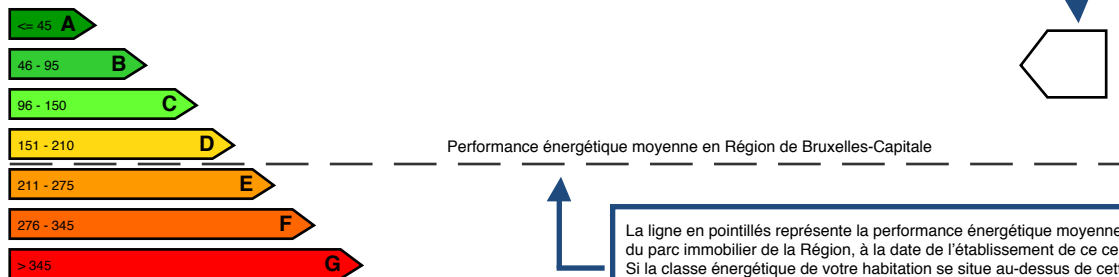 <= 45 A
46 - 95 B
96 - 150 C
151 - 210 D
Performance énergétique moyenne en Région de Bruxelles-Capitale
211 - 275 E
276 - 345 F
La ligne en pointillés représente la performance énergétique moyenne
du parc immobilier de la Région, à la date de l'établissement de ce ce
> 345 G
Si la classe énergétique de votre habitation se situe au-dessus de cet